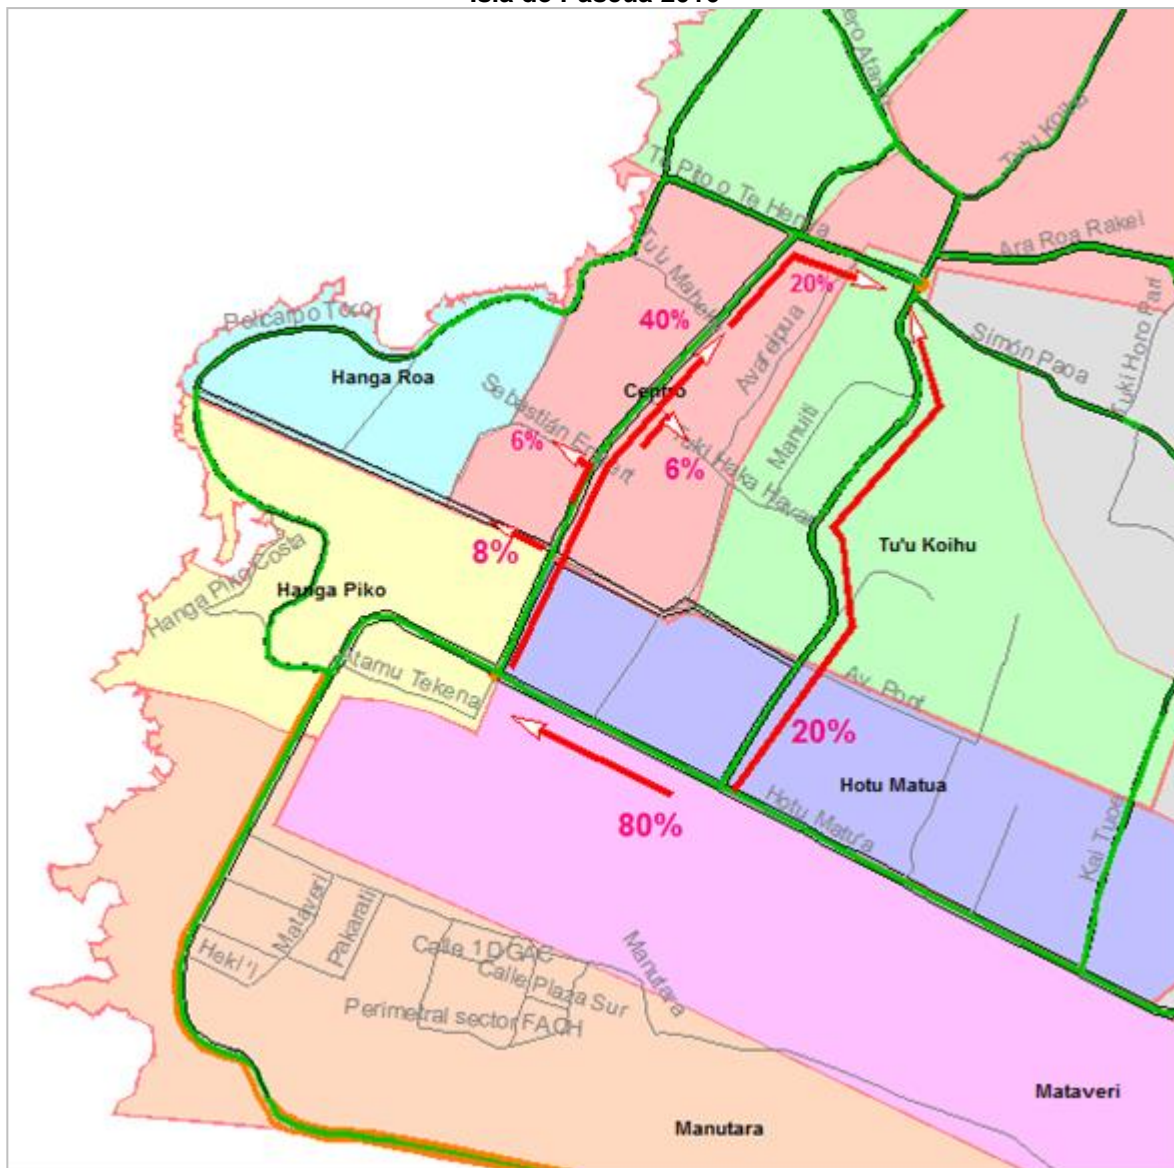 Te Pito o Te Henua
Tu'u Koihu
Ara Roa Rakei
Policarpo Toro
Tu'u Maheke
20%
40%
Simón Paoa
Hanga Roa
Centro
Avareipua
Sebastián Englert
6%
6%
Tuki Haka Hevari
Manuiti
Tu'u Koihu
8%
Hanga Piko Costa
Hanga Piko
Atamu Tekena
Av. Pont
20%
Hotu Matua
Hotu Matu'a
80%
Mataveri
Pakarati
Heki 'I
Calle 1 DGAC
Calle Plaza Sur
Manutara
Perimetral sector FACH
Mataveri
Manutara